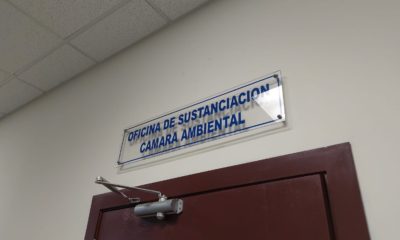 OFICINA DE SUSTANCIACION
CAMARA AMBIENTAL